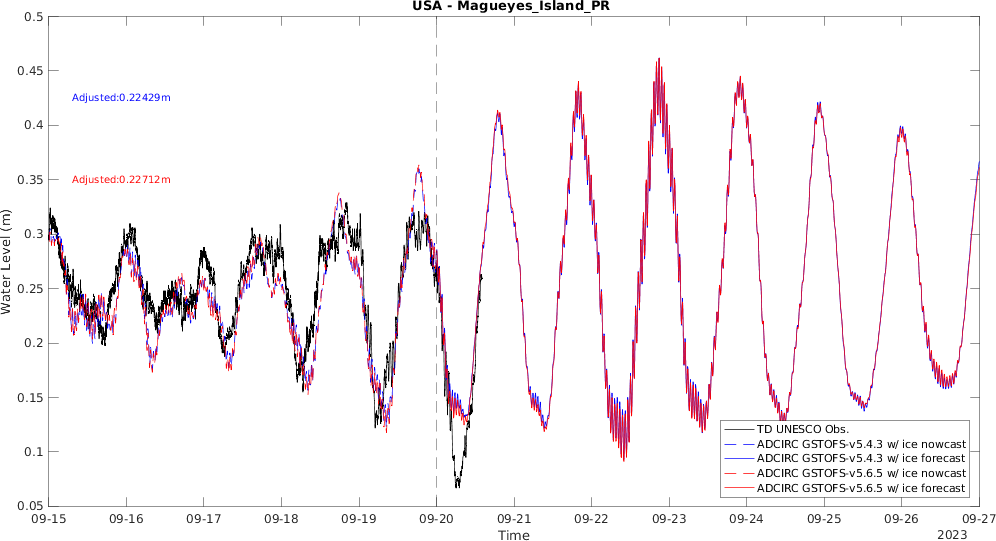 USA - Magueyes_Island_PR
0.5
0.45
0.4
0.35
0.3
0.25
0.2
0.15
0.1
0.05
Water Level (m)
Adjusted:0.22429m
Adjusted:0.22712m
TD UNESCO Obs.
ADCIRC GSTOFS-v5.4.3 w/ ice nowcast
ADCIRC GSTOFS-v5.4.3 w/ ice forecast
ADCIRC GSTOFS-v5.6.5 w/ ice nowcast
ADCIRC GSTOFS-v5.6.5 w/ ice forecast
09-15 09-16 09-17 09-18 09-19 09-20 09-21 09-22 09-23 09-24 09-25 09-26 09-27
Time
2023